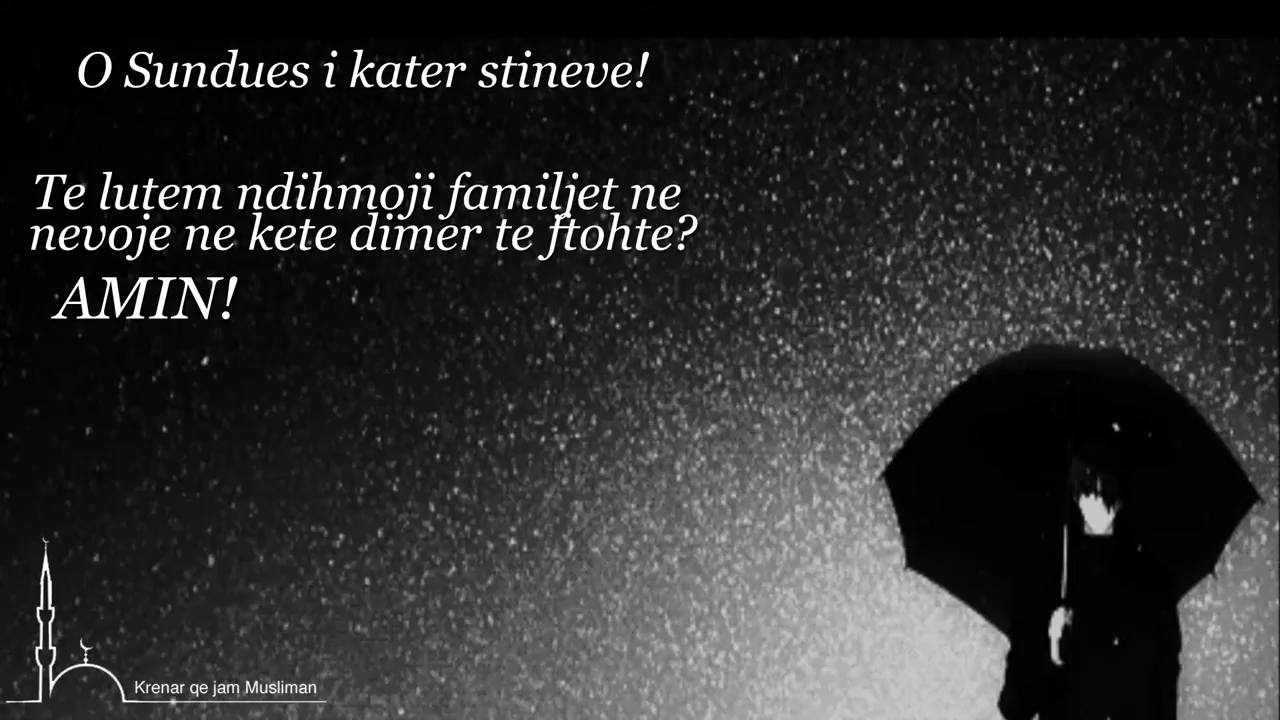 O Sundues i kater stineve!
Te lutem ndihmoji familjet ne
nevoje ne kete dimer te ftohte?
AMIN!
Krenar qe jam Musliman